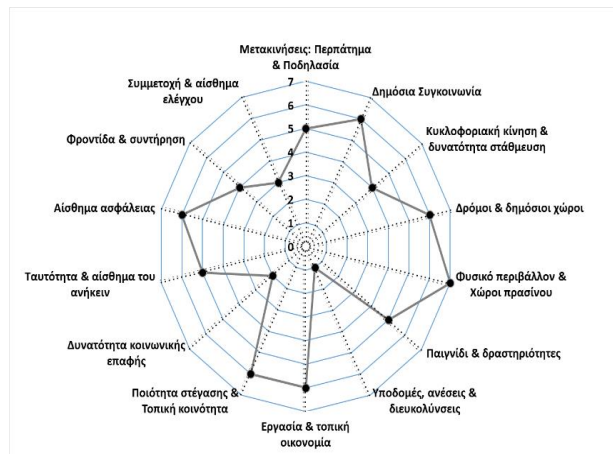 Μετακινήσεις: Περπάτημα
& Ποδηλασία
Δημόσια Συγκοινωνία
Κυκλοφοριακή κίνηση &
δυνατότητα στάθμευση
Δρόμοι & δημόσιοι χώροι
Φυσικό περιβάλλον &
Χώροι πρασίνου
Παιγνίδι & δραστηριότητες
Υποδομές, ανέσεις &
διευκολύνσεις
Εργασία & τοπική
οικονομία
Ποιότητα στέγασης &
Τοπική κοινότητα
Δυνατότητα κοινωνικής
επαφής
Ταυτότητα & αίσθημα του
ανήκειν
Αίσθημα ασφάλειας
Φροντίδα & συντήρηση
Συμμετοχή & αίσθημα
ελέγχου
7
6
5
4
3
2
1
0